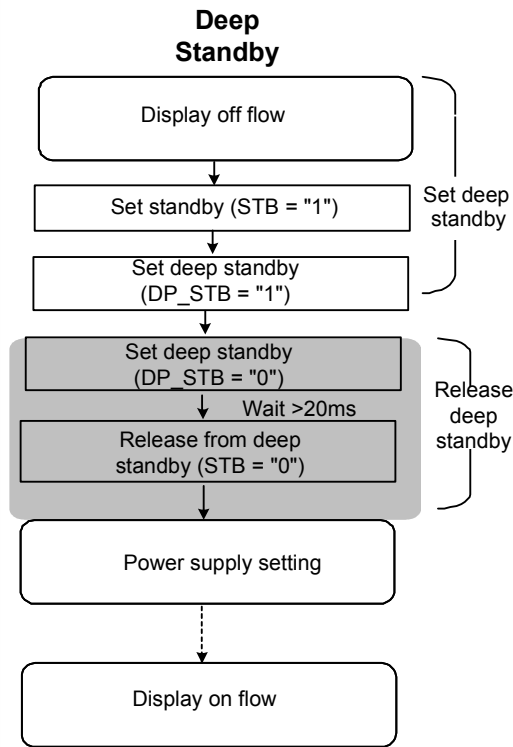 Deep
Standby
Display off flow
Set standby (STB = "1")
Set deep standby
(DP_STB = "1")
Set deep
standby
Set deep standby
(DP_STB = "0")
Wait >20ms
Release from deep
standby (STB = "0")
Release
deep
standby
Power supply setting
Display on flow